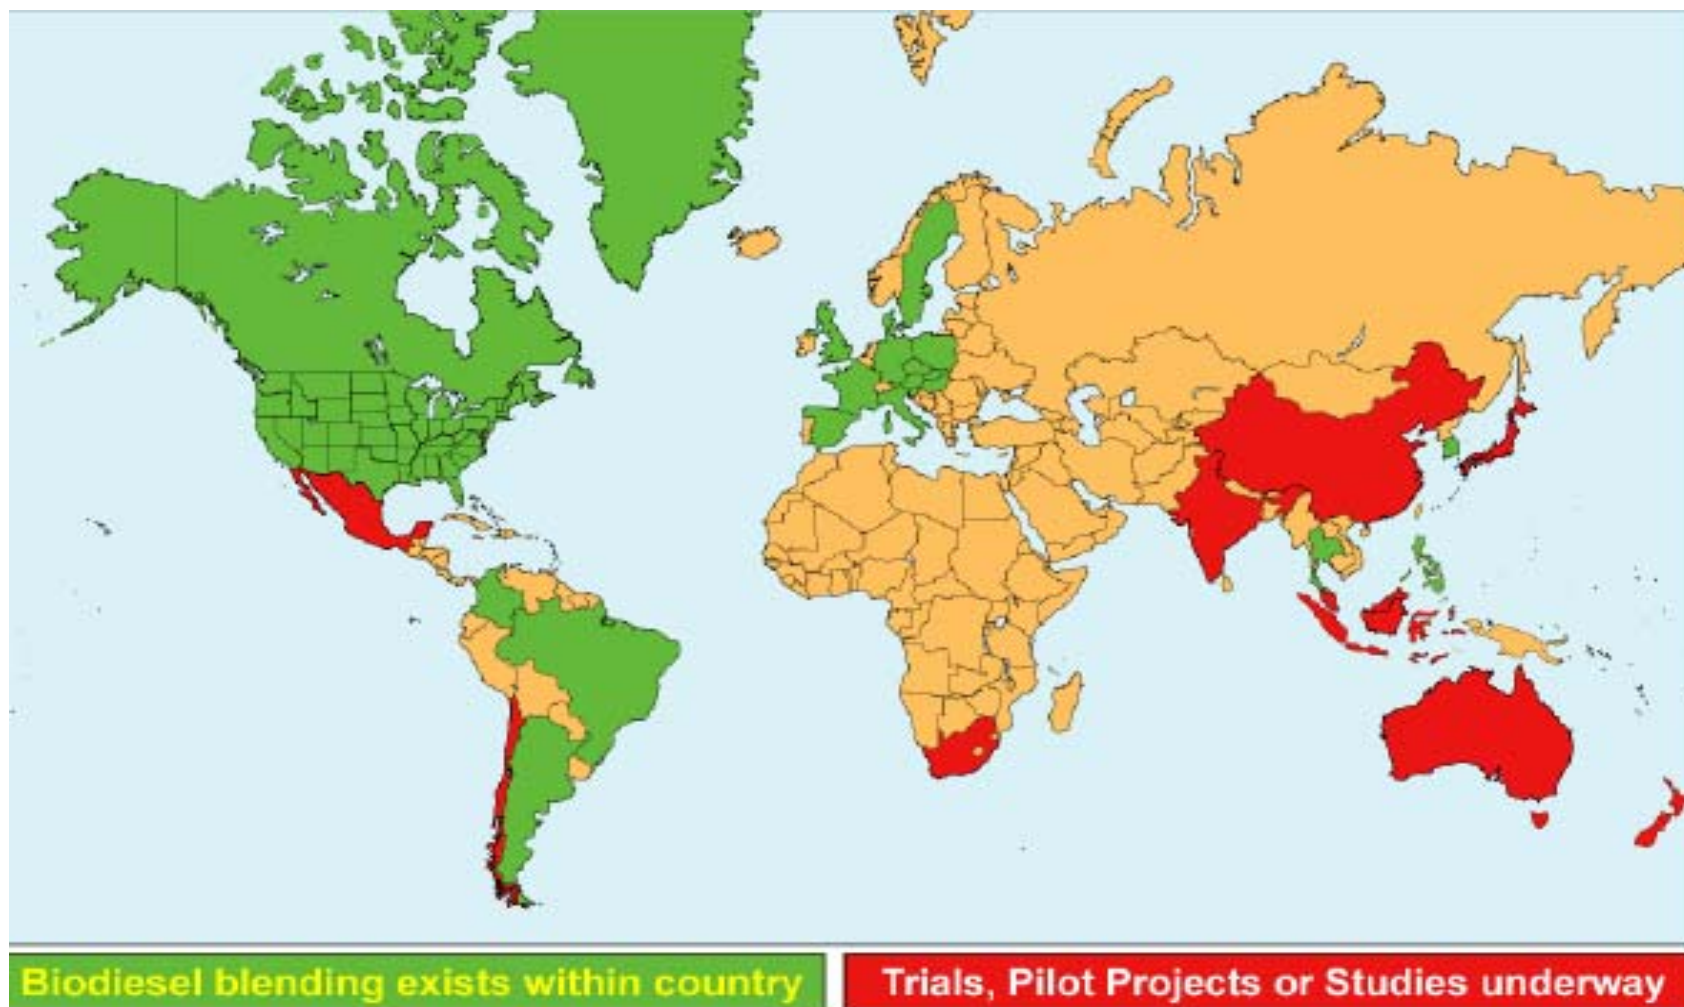 Biodiesel blending exists within country
Trials, Pilot Projects or Studies underway